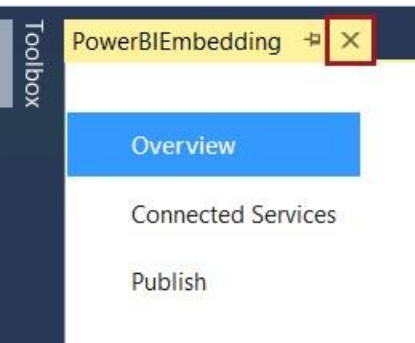 Toolbox
PowerBIEmbedding
Overview
Connected Services
Publish